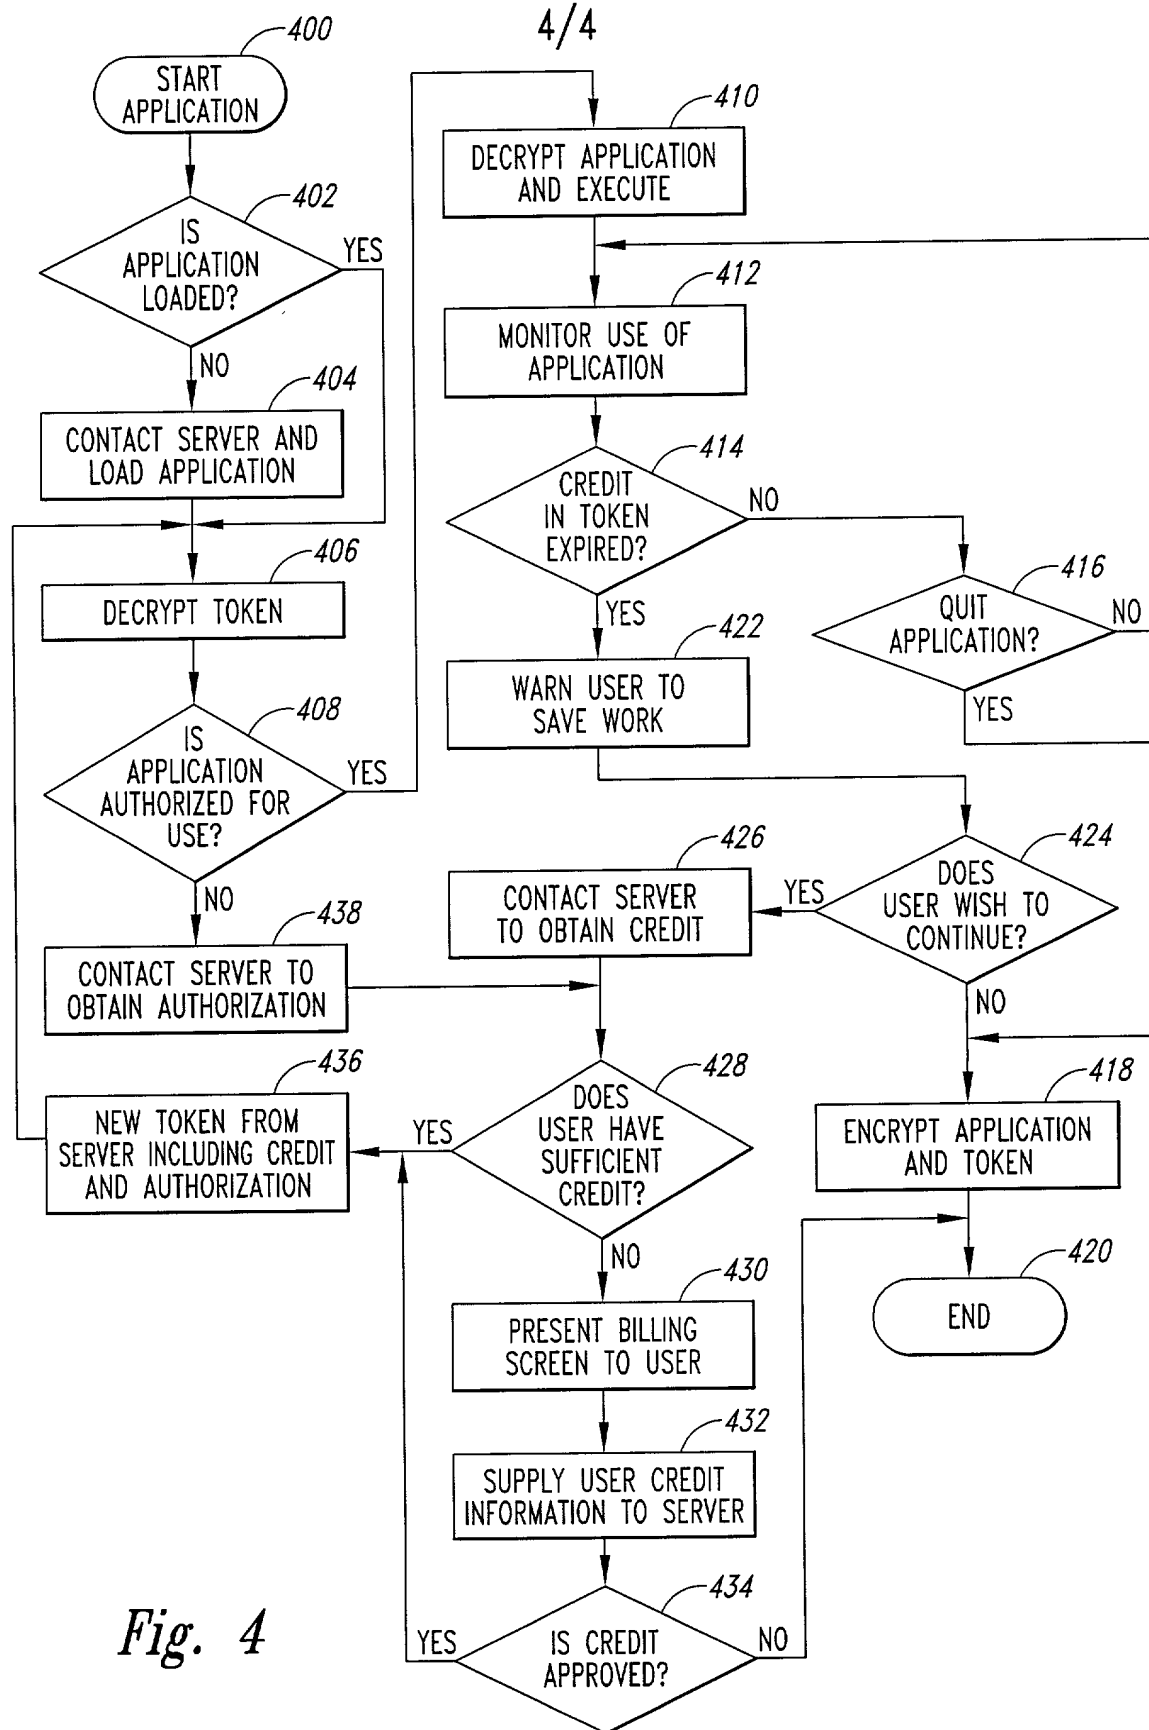 4/4
400
START
APPLICATION
402
IS
APPLICATION
LOADED?
YES
NO
404
CONTACT SERVER AND
LOAD APPLICATION
406
DECRYPT TOKEN
408
IS
APPLICATION
AUTHORIZED FOR
USE?
YES
NO
438
CONTACT SERVER TO
OBTAIN AUTHORIZATION
436
NEW TOKEN FROM
SERVER INCLUDING CREDIT
AND AUTHORIZATION
410
DECRYPT APPLICATION
AND EXECUTE
412
MONITOR USE OF
APPLICATION
414
CREDIT
IN TOKEN
EXPIRED?
NO
YES
416
QUIT
APPLICATION?
NO
YES
422
WARN USER TO
SAVE WORK
424
DOES
USER WISH TO
CONTINUE?
YES
NO
426
CONTACT SERVER
TO OBTAIN CREDIT
428
DOES
USER HAVE
SUFFICIENT
CREDIT?
YES
NO
418
ENCRYPT APPLICATION
AND TOKEN
420
END
430
PRESENT BILLING
SCREEN TO USER
432
SUPPLY USER CREDIT
INFORMATION TO SERVER
434
IS CREDIT
APPROVED?
YES
NO
Fig. 4